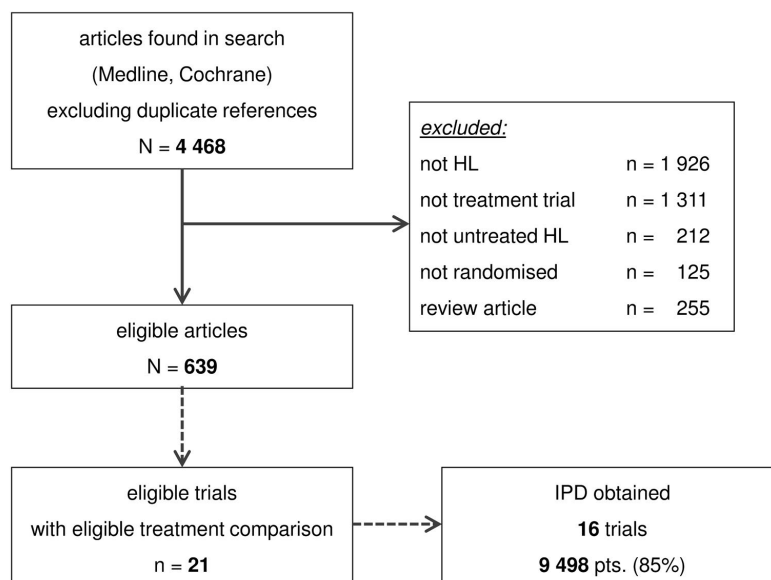 articles found in search
(Medline, Cochrane)
excluding duplicate references
N = 4 468
excluded:
not HL n = 1 926
not treatment trial n = 1 311
not untreated HL n = 212
not randomised n = 125
review article n = 255
eligible articles
N = 639
eligible trials
with eligible treatment comparison
n = 21
IPD obtained
16 trials
9 498 pts. (85%)